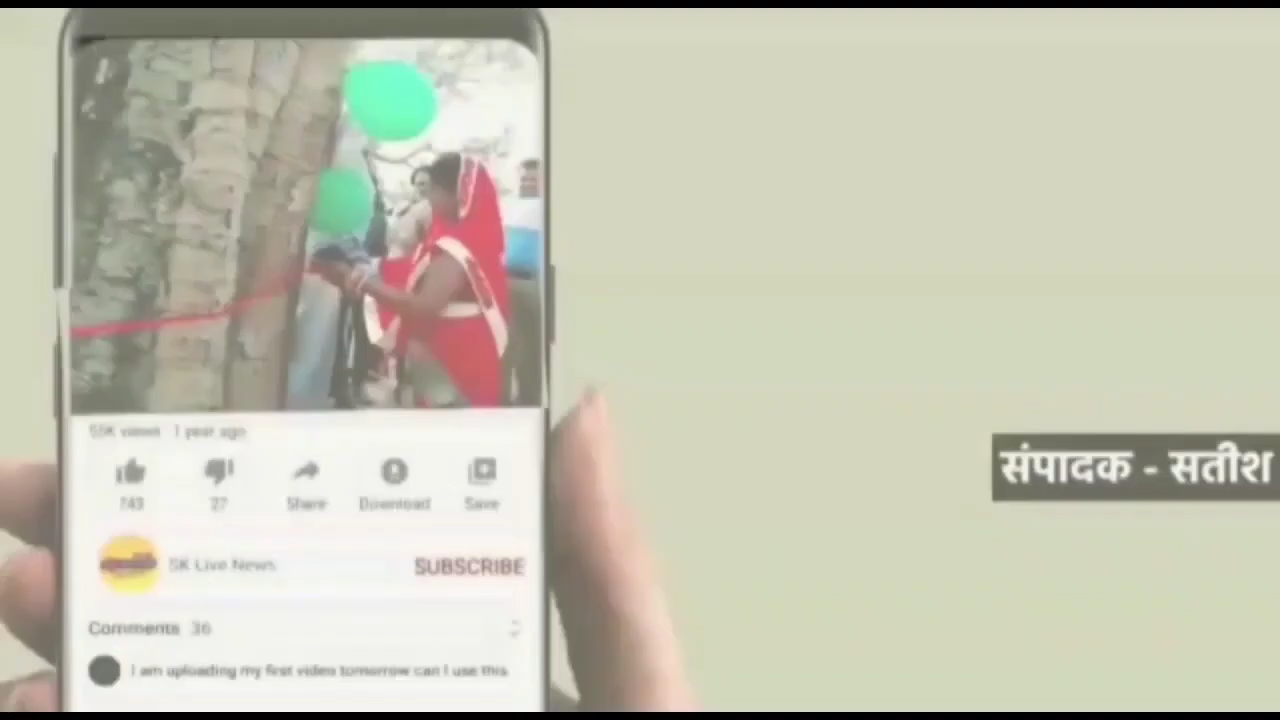 55K views 1 year ago
743 27 Share Download Save
SK Live News SUBSCRIBE
Comments 36
I am uploading my first video tomorrow can I use this
संपादक - सतीश